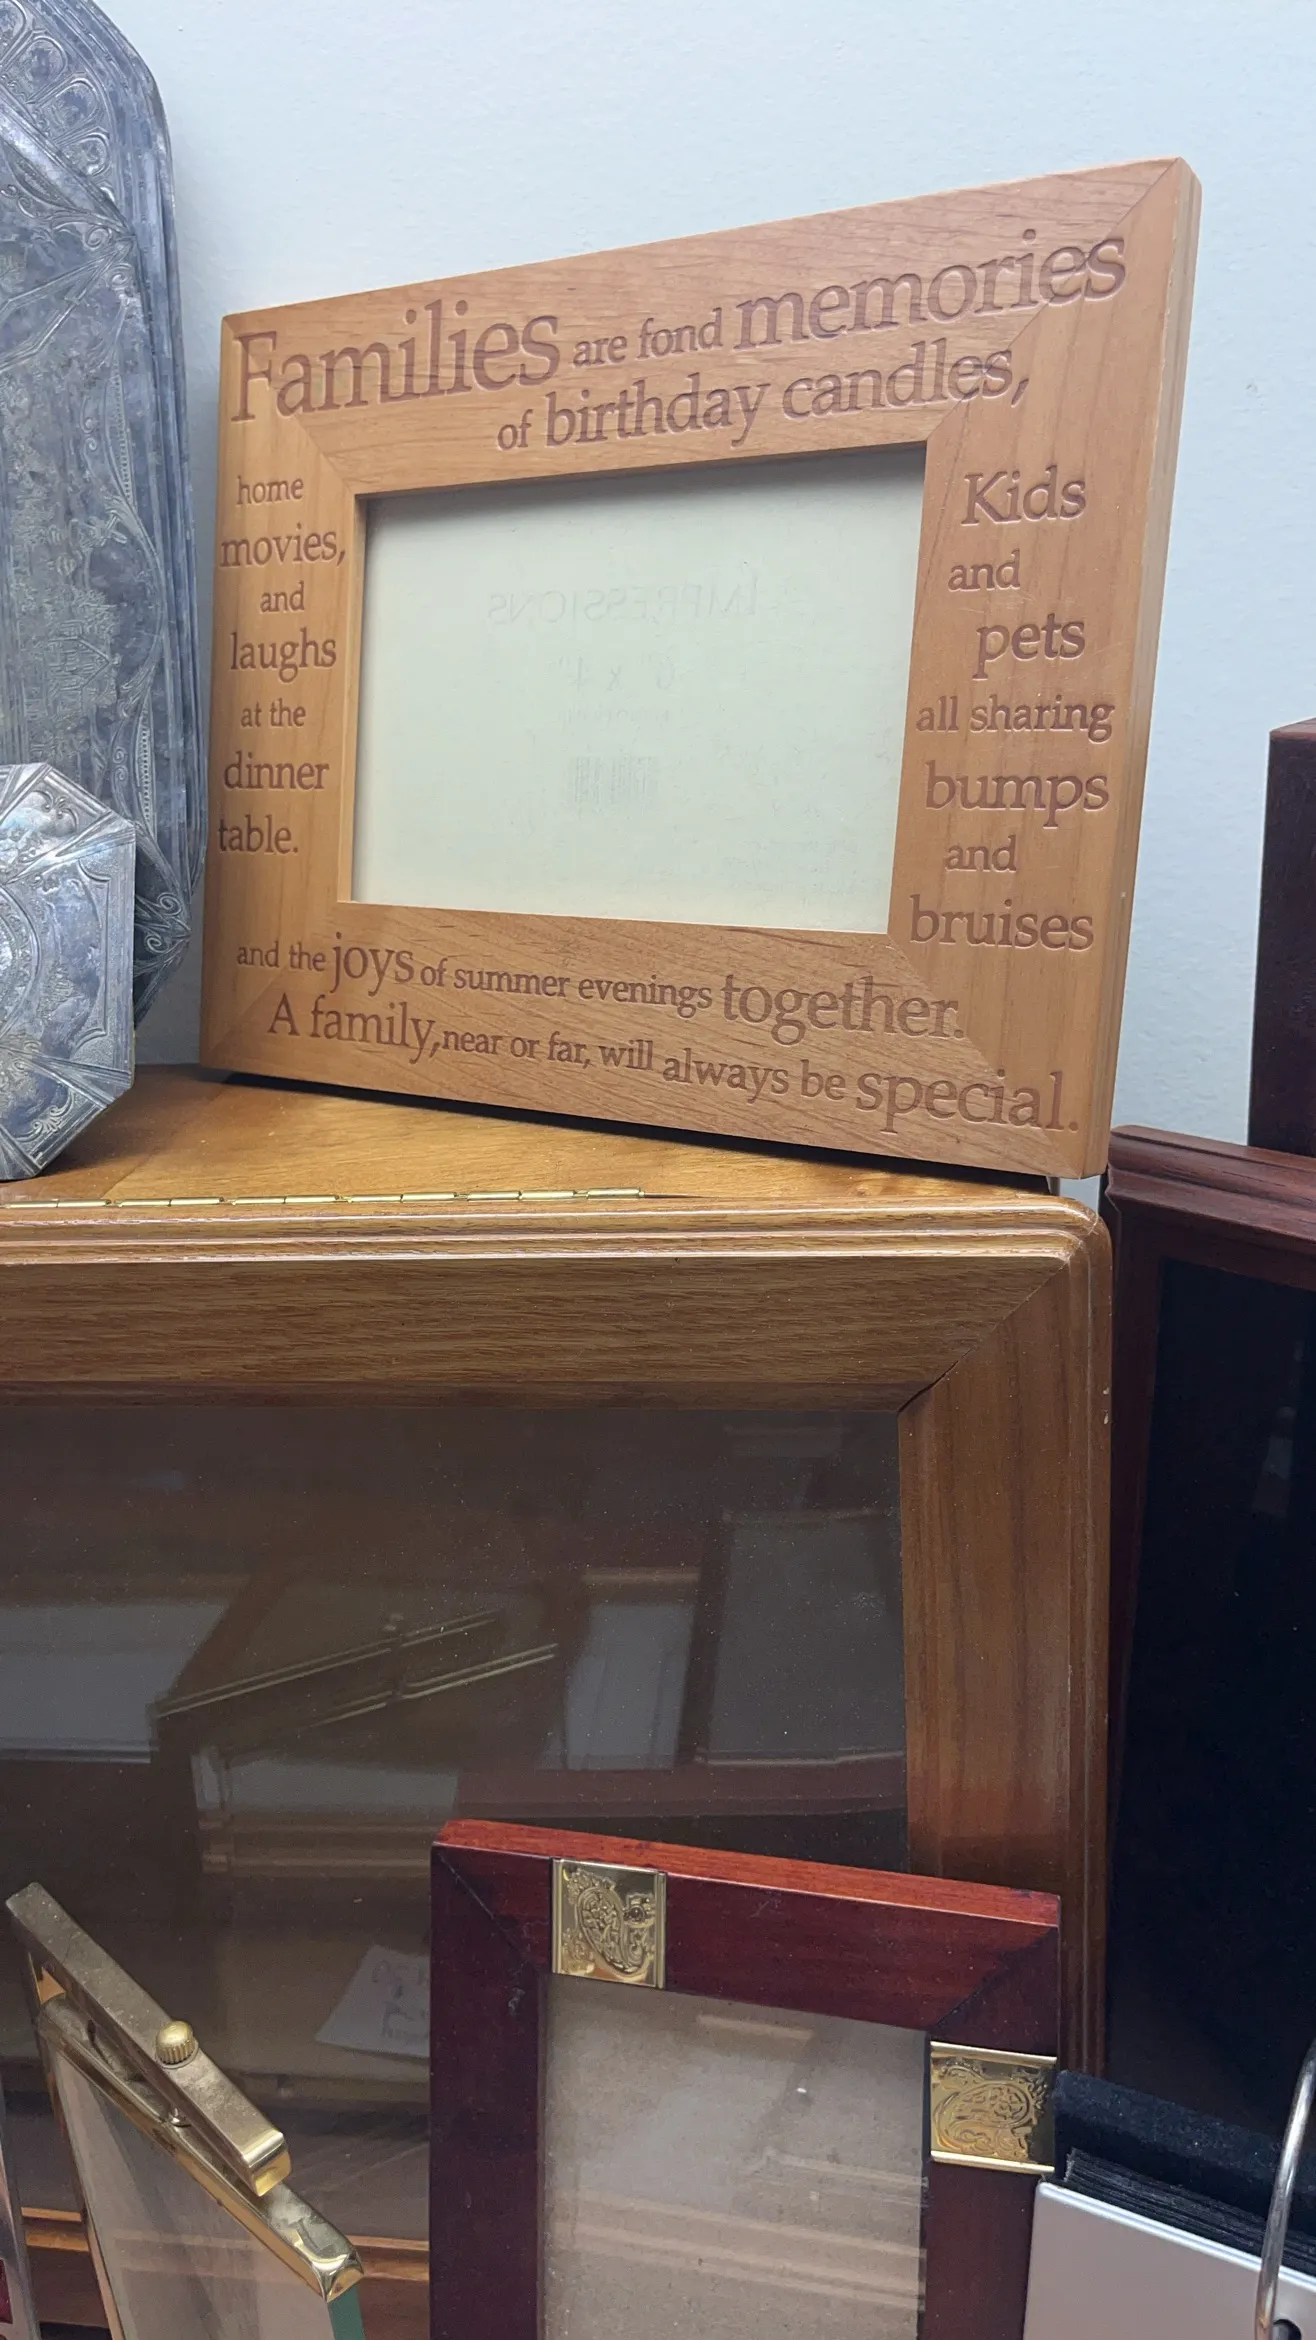 Families are fond memories
of birthday candles,
home
movies,
and
laughs
at the
dinner
table.
Kids
and
pets
all sharing
bumps
and
bruises
and the joys of summer evenings together.
A family, near or far, will always be special.
IMPRESSIONS
6" x 4"